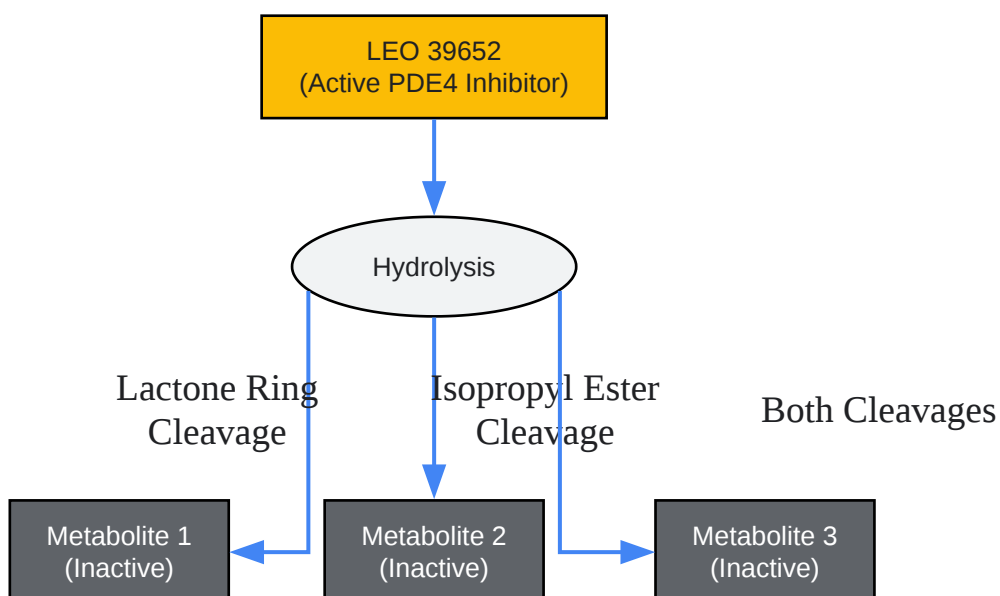 LEO 39652
(Active PDE4 Inhibitor)
Hydrolysis
Lactone Ring
Cleavage
Isopropyl Ester
Cleavage
Both Cleavages
Metabolite 1
(Inactive)
Metabolite 2
(Inactive)
Metabolite 3
(Inactive)